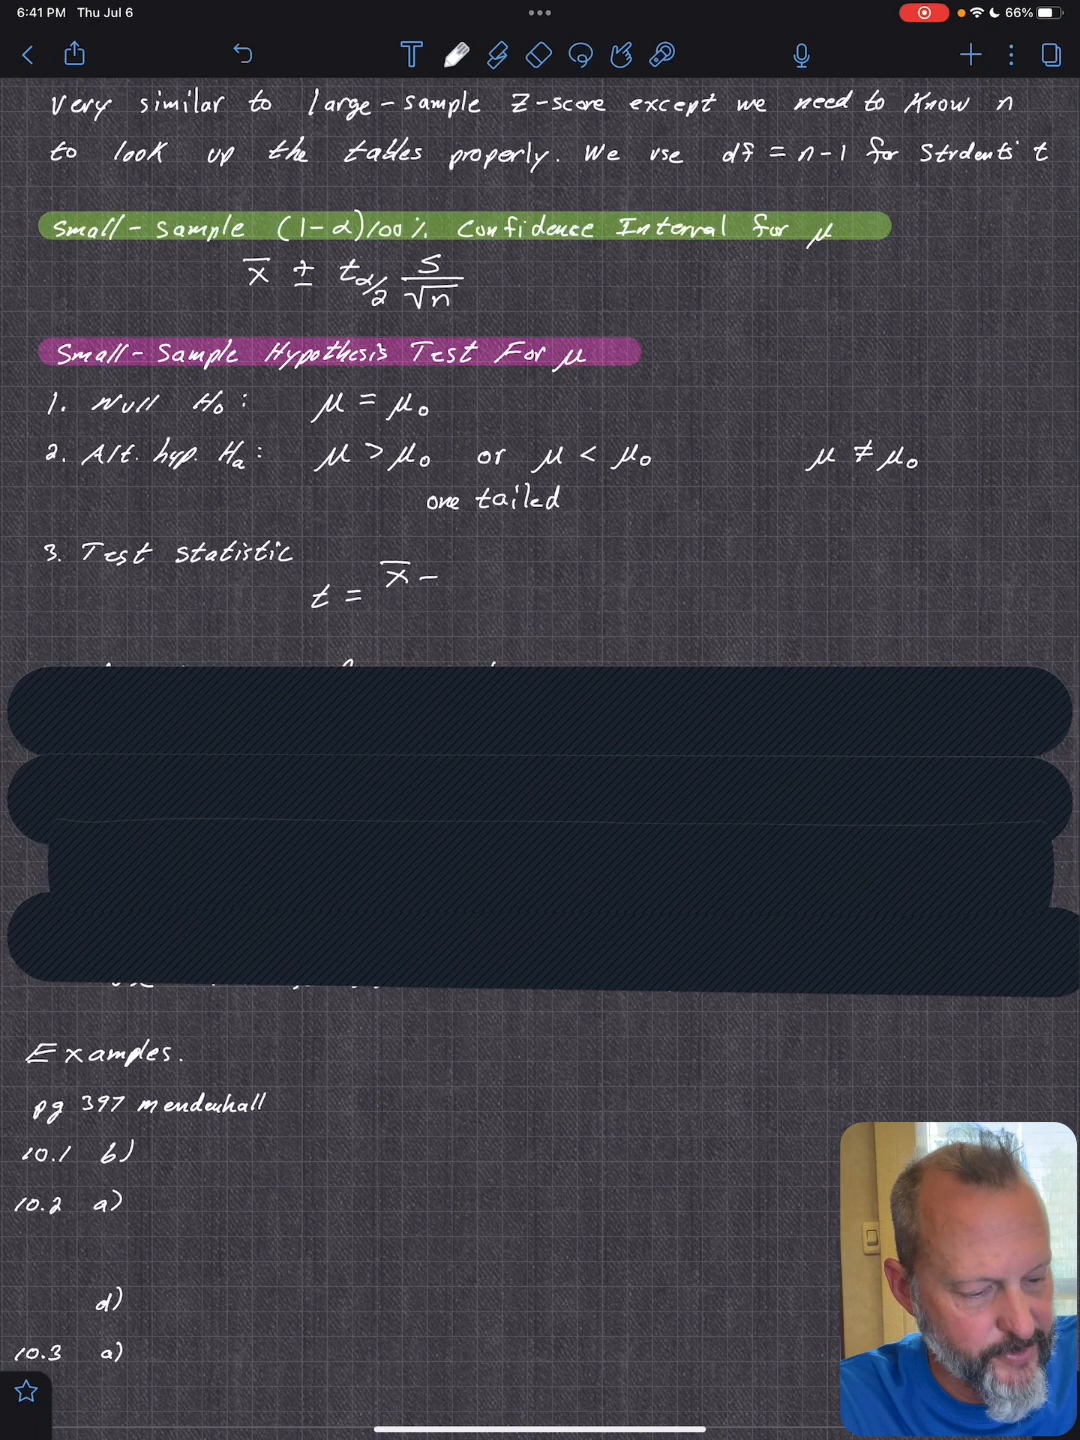 6:41 PM Thu Jul 6
66%
Very similar to large-sample Z-score except we need to know n
to look up the tables properly. We use df = n-1 for Students' t
Small-Sample (1-α)100% Confidence Interval for μ
x̄ ± t_α/2 s/√n
Small-Sample Hypothesis Test For μ
1. Null H₀: μ = μ₀
2. Alt. hyp. Hₐ: μ > μ₀ or μ < μ₀ μ ≠ μ₀
one tailed
3. Test statistic
t = x̄ -
Examples.
pg 397 mendenhall
10.1 b)
10.2 a)
d)
10.3 a)